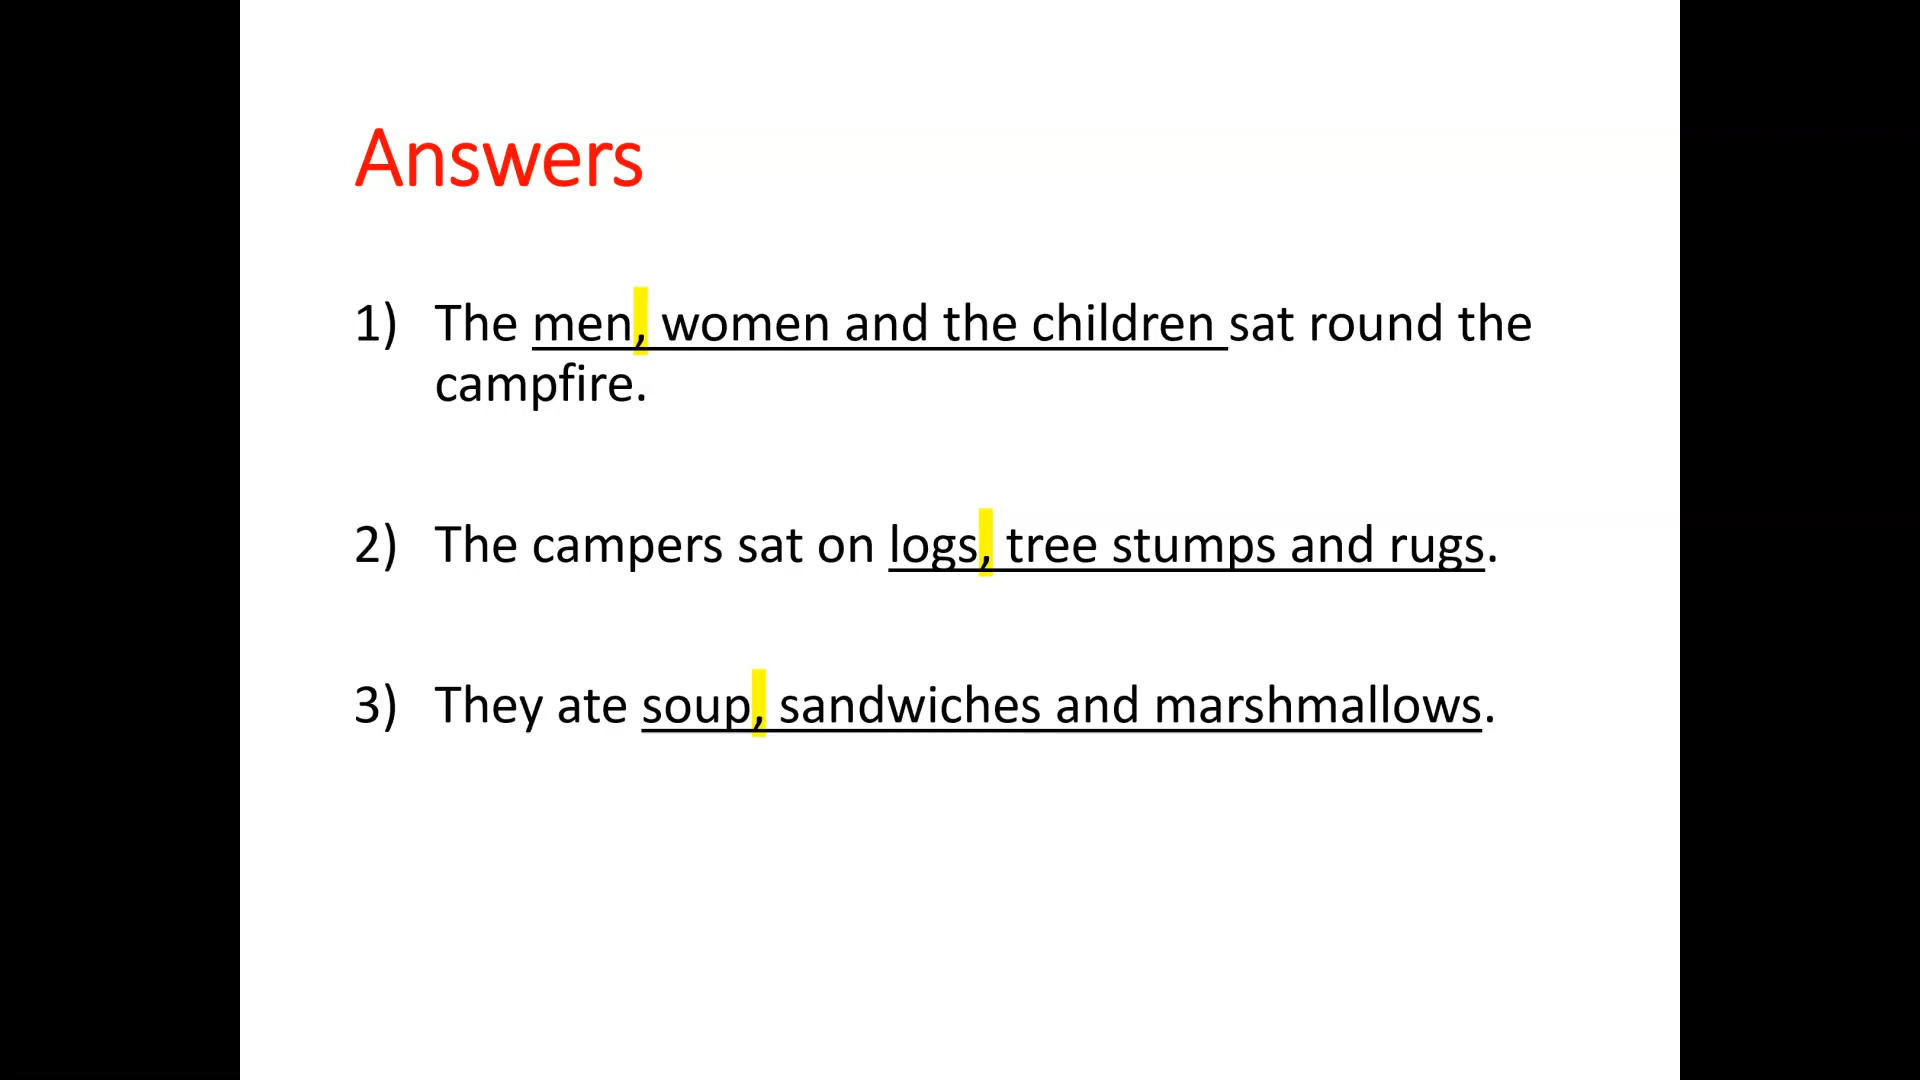 Answers
1) The men, women and the children sat round the
campfire.
2) The campers sat on logs, tree stumps and rugs.
3) They ate soup, sandwiches and marshmallows.